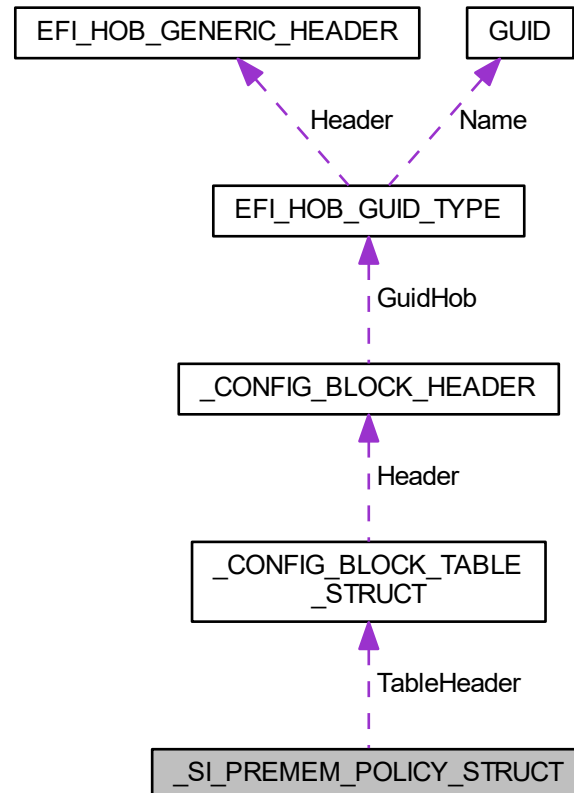 EFI_HOB_GENERIC_HEADER
GUID
Header
Name
EFI_HOB_GUID_TYPE
GuidHob
_CONFIG_BLOCK_HEADER
Header
_CONFIG_BLOCK_TABLE
_STRUCT
TableHeader
_SI_PREMEM_POLICY_STRUCT